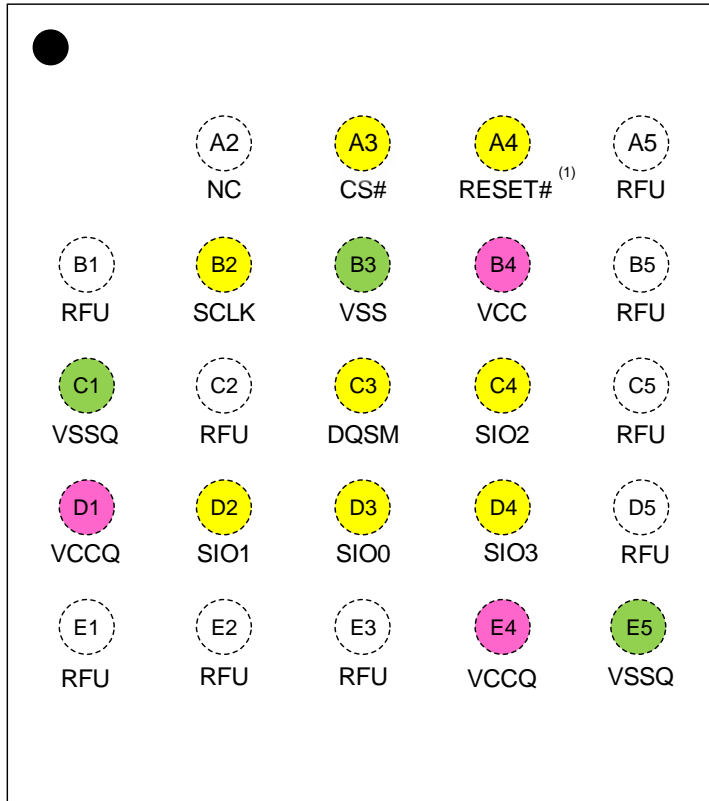 A2 A3 A4 A5
NC CS# RESET# (1) RFU
B1 B2 B3 B4 B5
RFU SCLK VSS VCC RFU
C1 C2 C3 C4 C5
VSSQ RFU DQSM SIO2 RFU
D1 D2 D3 D4 D5
VCCQ SIO1 SIO0 SIO3 RFU
E1 E2 E3 E4 E5
RFU RFU RFU VCCQ VSSQ